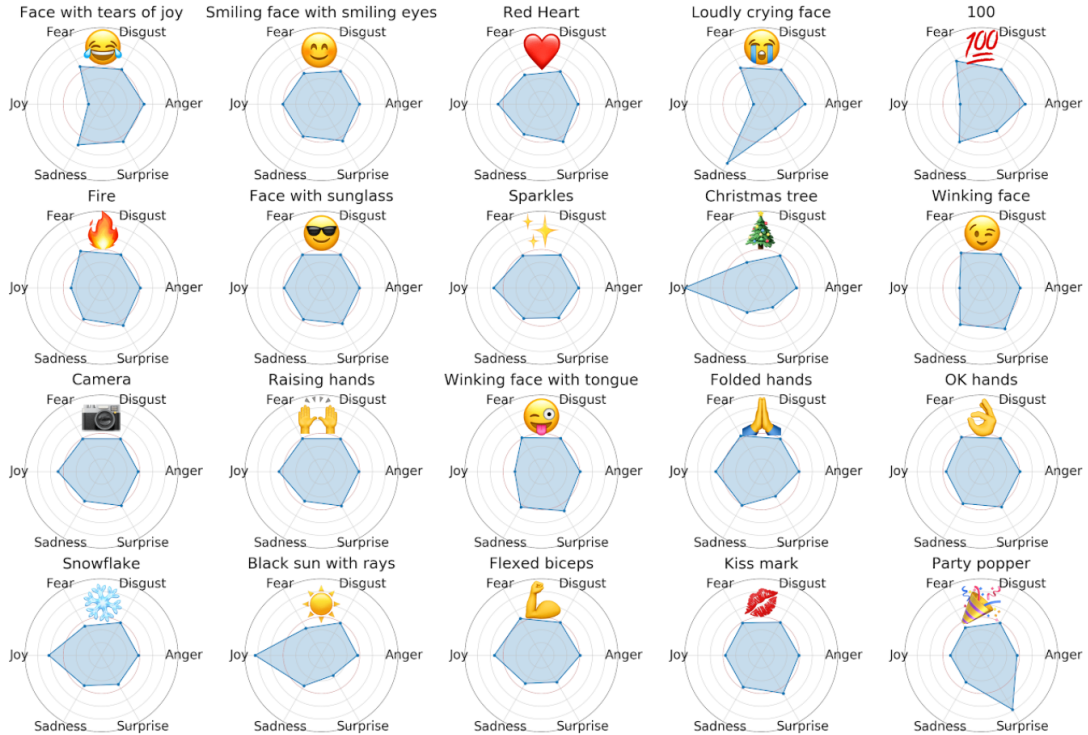 Face with tears of joy
Fear Disgust
Joy Anger
Sadness Surprise
Smiling face with smiling eyes
Fear Disgust
Joy Anger
Sadness Surprise
Red Heart
Fear Disgust
Joy Anger
Sadness Surprise
Loudly crying face
Fear Disgust
Joy Anger
Sadness Surprise
100
Fear Disgust
100
Joy Anger
Sadness Surprise
Fire
Fear Disgust
Joy Anger
Sadness Surprise
Face with sunglass
Fear Disgust
Joy Anger
Sadness Surprise
Sparkles
Fear Disgust
Joy Anger
Sadness Surprise
Christmas tree
Fear Disgust
Joy Anger
Sadness Surprise
Winking face
Fear Disgust
Joy Anger
Sadness Surprise
Camera
Fear Disgust
Joy Anger
Sadness Surprise
Raising hands
Fear Disgust
Joy Anger
Sadness Surprise
Winking face with tongue
Fear Disgust
Joy Anger
Sadness Surprise
Folded hands
Fear Disgust
Joy Anger
Sadness Surprise
OK hands
Fear Disgust
Joy Anger
Sadness Surprise
Snowflake
Fear Disgust
Joy Anger
Sadness Surprise
Black sun with rays
Fear Disgust
Joy Anger
Sadness Surprise
Flexed biceps
Fear Disgust
Joy Anger
Sadness Surprise
Kiss mark
Fear Disgust
Joy Anger
Sadness Surprise
Party popper
Fear Disgust
Joy Anger
Sadness Surprise